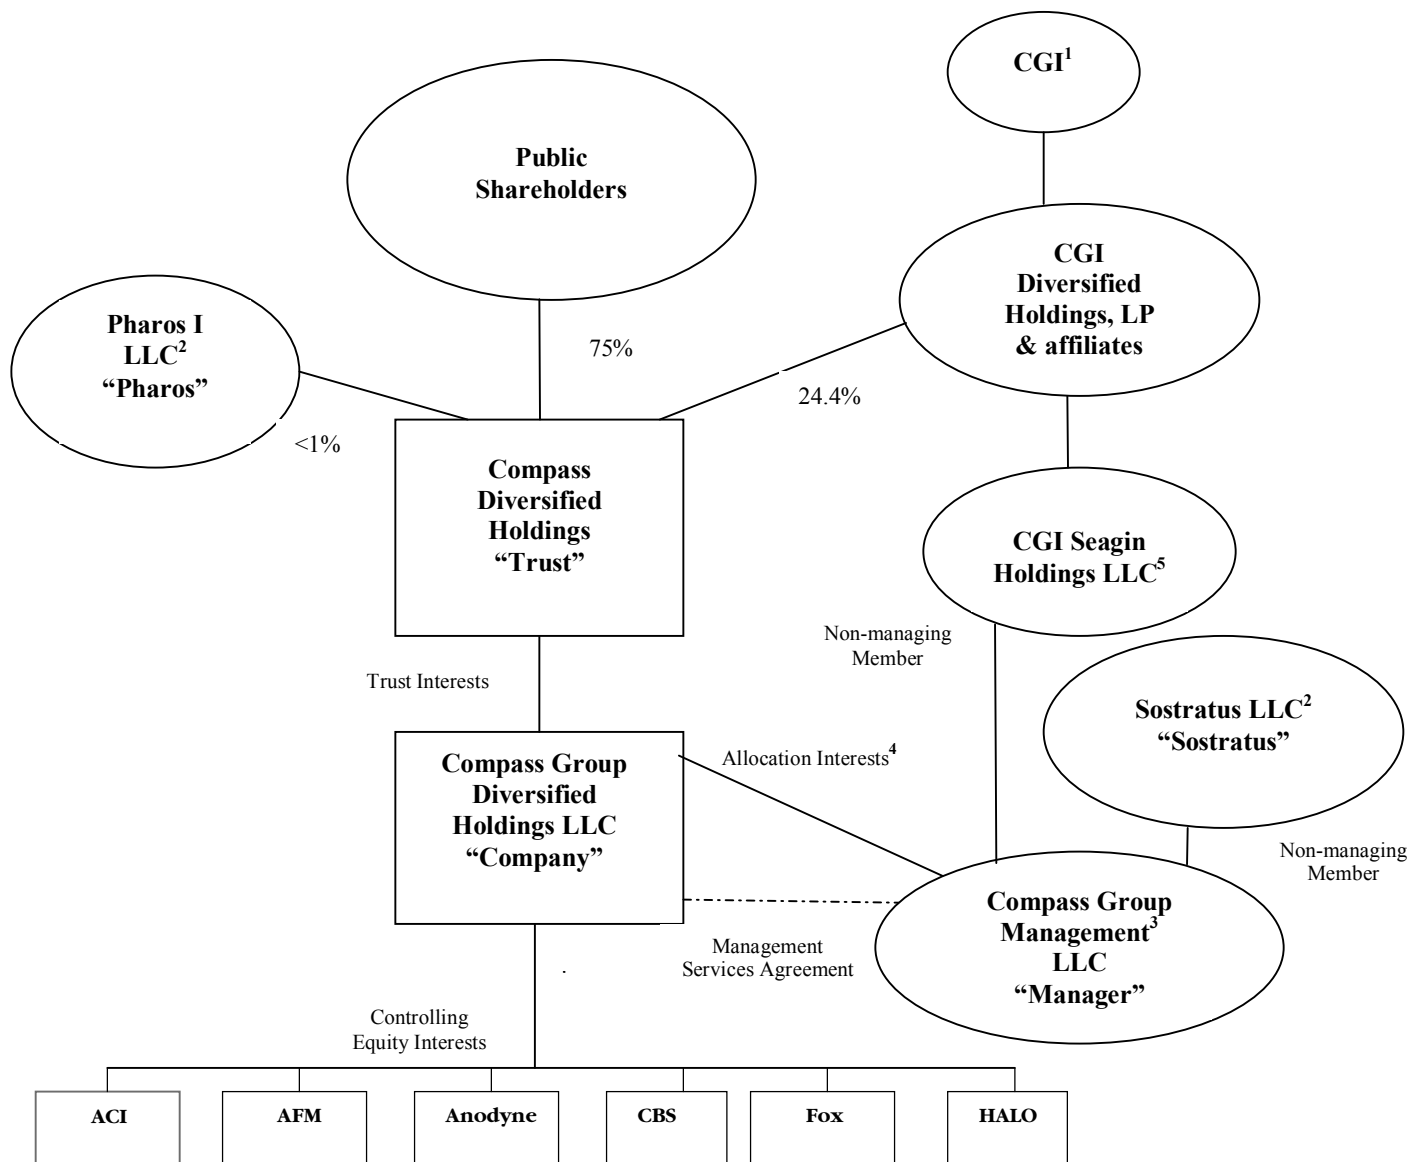 CGI¹
Public
Shareholders
CGI
Diversified
Holdings, LP
& affiliates
Pharos I
LLC²
“Pharos”
75%
24.4%
<1%
Compass
Diversified
Holdings
“Trust”
CGI Seagin
Holdings LLC⁵
Non-managing
Member
Trust Interests
Sostratus LLC²
“Sostratus”
Compass Group
Diversified
Holdings LLC
“Company”
Allocation Interests⁴
Non-managing
Member
Compass Group
Management³
LLC
“Manager”
Management
Services Agreement
.
Controlling
Equity Interests
ACI
AFM
Anodyne
CBS
Fox
HALO